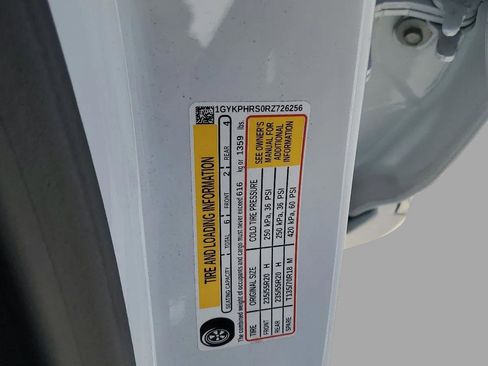 1GYKPHRS0RZ726256
TIRE AND LOADING INFORMATION
SEATING CAPACITY TOTAL 6 FRONT 2 REAR 4
The combined weight of occupants and cargo must never exceed 616 kg or 1359 lbs.
TIRE ORIGINAL SIZE COLD TIRE PRESSURE
FRONT 235/55R20 H 250 kPa, 36 PSI
REAR 235/55R20 H 250 kPa, 36 PSI
SPARE T135/70R18 M 420 kPa, 60 PSI
SEE OWNER'S
MANUAL FOR
ADDITIONAL
INFORMATION